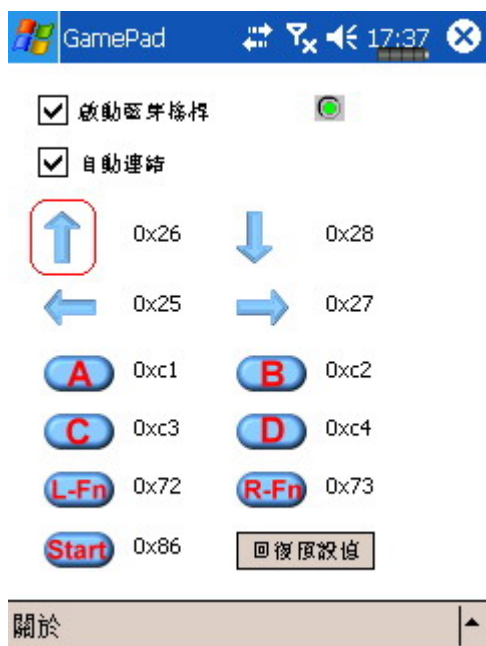 GamePad 17:37
啟動藍芽搖桿
自動連結
0x26 0x28
0x25 0x27
A 0xc1 B 0xc2
C 0xc3 D 0xc4
L-Fn 0x72 R-Fn 0x73
Start 0x86 回復原設值
關於